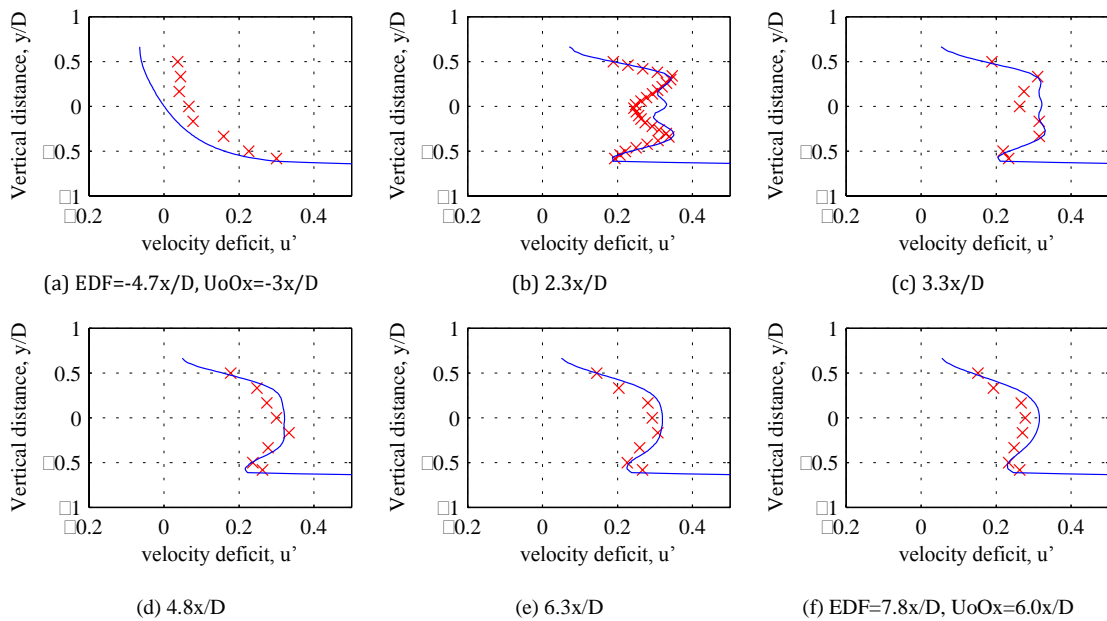 1
0.5
0
□0.5
□1
□0.2 0 0.2 0.4
Vertical distance, y/D
velocity deficit, u’
(a) EDF=-4.7x/D, UoOx=-3x/D
1
0.5
0
□0.5
□1
□0.2 0 0.2 0.4
Vertical distance, y/D
velocity deficit, u’
(b) 2.3x/D
1
0.5
0
□0.5
□1
□0.2 0 0.2 0.4
Vertical distance, y/D
velocity deficit, u’
(c) 3.3x/D
1
0.5
0
□0.5
□1
□0.2 0 0.2 0.4
Vertical distance, y/D
velocity deficit, u’
(d) 4.8x/D
1
0.5
0
□0.5
□1
□0.2 0 0.2 0.4
Vertical distance, y/D
velocity deficit, u’
(e) 6.3x/D
1
0.5
0
□0.5
□1
□0.2 0 0.2 0.4
Vertical distance, y/D
velocity deficit, u’
(f) EDF=7.8x/D, UoOx=6.0x/D